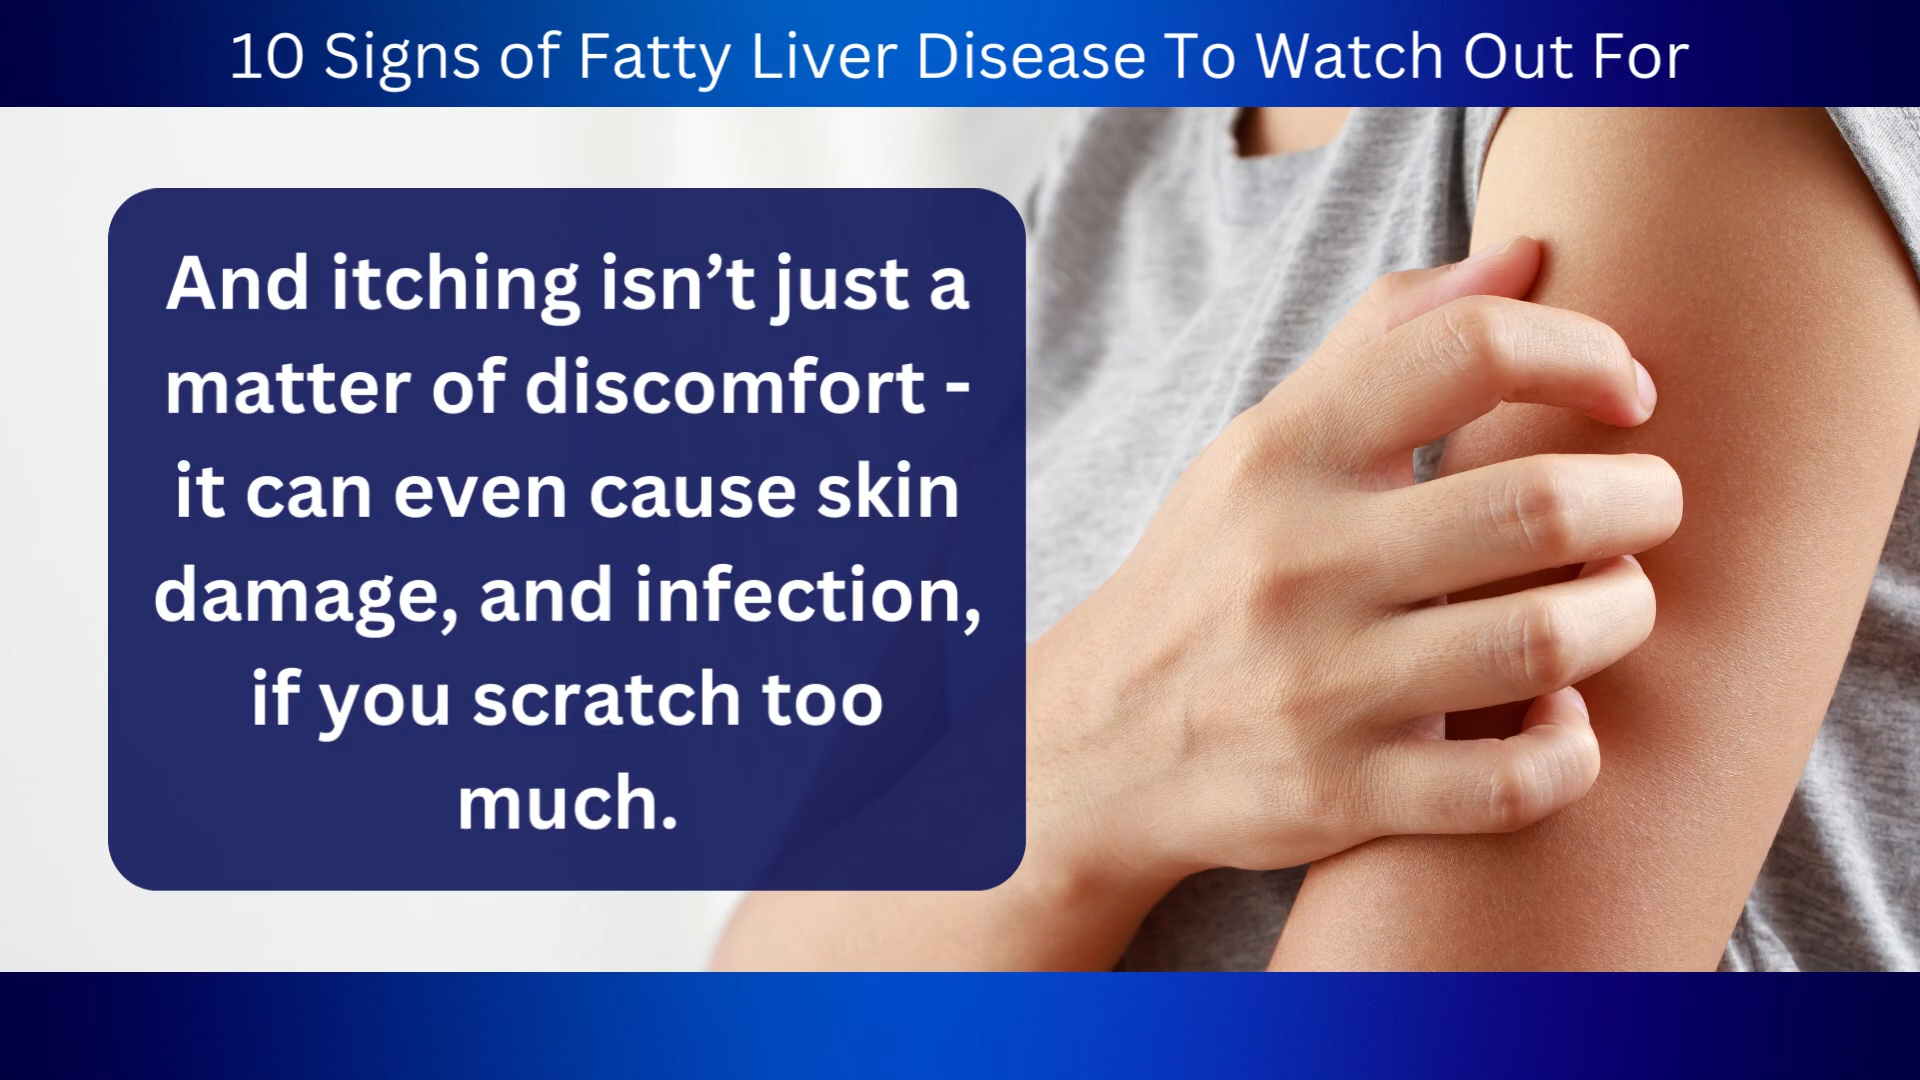 10 Signs of Fatty Liver Disease To Watch Out For
And itching isn’t just a
matter of discomfort -
it can even cause skin
damage, and infection,
if you scratch too
much.